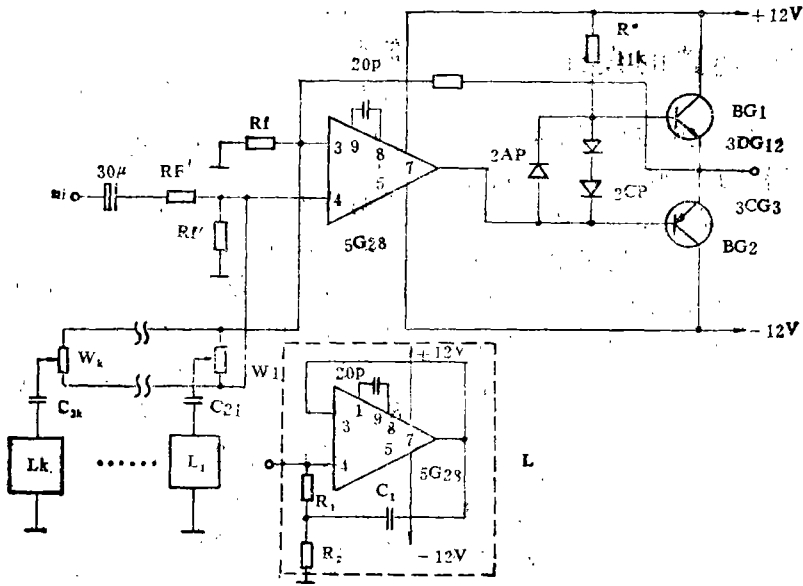 +12V
R*
11k
20p
BG1
3DG12
Rf
3
9
8
7
5
4
2AP
2CP
3CG3
BG2
30μ
RF'
ui
Rf'
5G28
-12V
Wk
W1
C2k
C21
Lk
L1
+12V
20p
1
9
8
3
7
5
4
5G28
L
R1
C1
R2
-12V